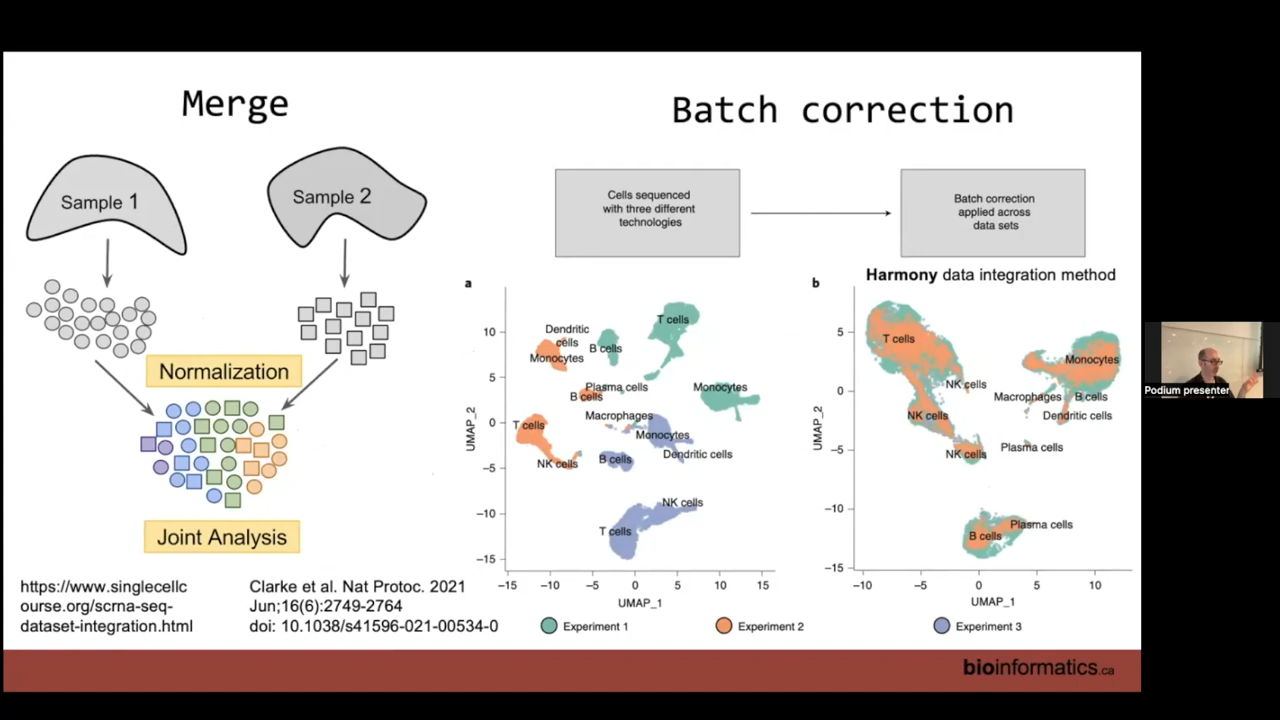 Merge
Batch correction
Sample 1
Sample 2
Normalization
Joint Analysis
https://www.singlecellc
ourse.org/scrna-seq-
dataset-integration.html
Clarke et al. Nat Protoc. 2021
Jun;16(6):2749-2764
doi: 10.1038/s41596-021-00534-0
Cells sequenced
with three different
technologies
Batch correction
applied across
data sets
Harmony data integration method
a
UMAP_2
10
5
0
−5
−10
−15
Dendritic
cells
Monocytes
B cells
T cells
Plasma cells
B cells
Monocytes
Macrophages
T cells
Monocytes
NK cells
B cells
Dendritic cells
NK cells
T cells
−15
−10
−5
0
5
10
15
UMAP_1
b
UMAP_2
5
0
−5
−10
−15
T cells
Monocytes
NK cells
Macrophages
B cells
NK cells
Dendritic cells
NK cells
Plasma cells
Plasma cells
B cells
−10
−5
0
5
10
UMAP_1
Experiment 1
Experiment 2
Experiment 3
bioinformatics.ca
Podium presenter